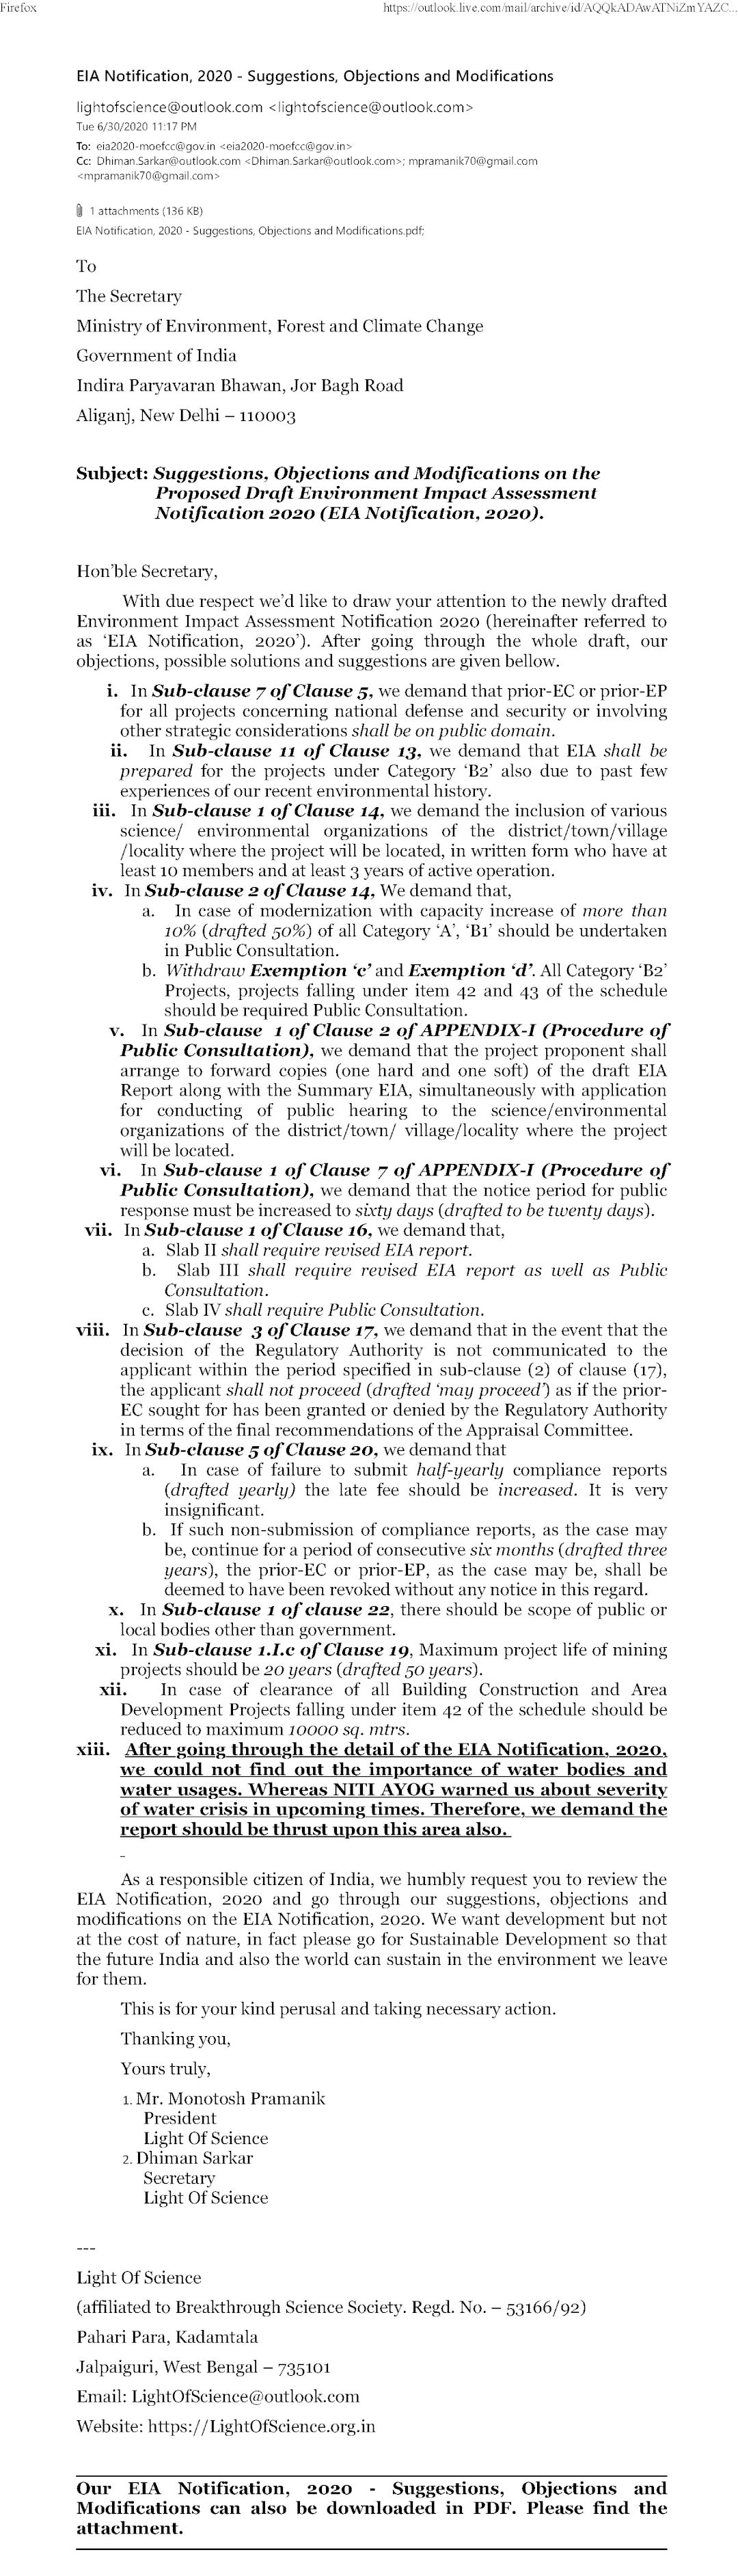 Firefox
https://outlook.live.com/mail/archive/id/AQQkADAwATNiZmYAZC...
EIA Notification, 2020 - Suggestions, Objections and Modifications
lightofscience@outlook.com <lightofscience@outlook.com>
Tue 6/30/2020 11:17 PM
To: eia2020-moefcc@gov.in <eia2020-moefcc@gov.in>
Cc: Dhiman.Sarkar@outlook.com <Dhiman.Sarkar@outlook.com>; mpramanik70@gmail.com
<mpramanik70@gmail.com>
1 attachments (136 KB)
EIA Notification, 2020 - Suggestions, Objections and Modifications.pdf;
To
The Secretary
Ministry of Environment, Forest and Climate Change
Government of India
Indira Paryavaran Bhawan, Jor Bagh Road
Aliganj, New Delhi – 110003
Subject: Suggestions, Objections and Modifications on the
Proposed Draft Environment Impact Assessment
Notification 2020 (EIA Notification, 2020).
Hon'ble Secretary,
With due respect we'd like to draw your attention to the newly drafted
Environment Impact Assessment Notification 2020 (hereinafter referred to
as 'EIA Notification, 2020'). After going through the whole draft, our
objections, possible solutions and suggestions are given bellow.
i. In Sub-clause 7 of Clause 5, we demand that prior-EC or prior-EP
for all projects concerning national defense and security or involving
other strategic considerations shall be on public domain.
ii. In Sub-clause 11 of Clause 13, we demand that EIA shall be
prepared for the projects under Category 'B2' also due to past few
experiences of our recent environmental history.
iii. In Sub-clause 1 of Clause 14, we demand the inclusion of various
science/ environmental organizations of the district/town/village
/locality where the project will be located, in written form who have at
least 10 members and at least 3 years of active operation.
iv. In Sub-clause 2 of Clause 14, We demand that,
a. In case of modernization with capacity increase of more than
10% (drafted 50%) of all Category 'A', 'B1' should be undertaken
in Public Consultation.
b. Withdraw Exemption 'c' and Exemption 'd'. All Category 'B2'
Projects, projects falling under item 42 and 43 of the schedule
should be required Public Consultation.
v. In Sub-clause 1 of Clause 2 of APPENDIX-I (Procedure of
Public Consultation), we demand that the project proponent shall
arrange to forward copies (one hard and one soft) of the draft EIA
Report along with the Summary EIA, simultaneously with application
for conducting of public hearing to the science/environmental
organizations of the district/town/ village/locality where the project
will be located.
vi. In Sub-clause 1 of Clause 7 of APPENDIX-I (Procedure of
Public Consultation), we demand that the notice period for public
response must be increased to sixty days (drafted to be twenty days).
vii. In Sub-clause 1 of Clause 16, we demand that,
a. Slab II shall require revised EIA report.
b. Slab III shall require revised EIA report as well as Public
Consultation.
c. Slab IV shall require Public Consultation.
viii. In Sub-clause 3 of Clause 17, we demand that in the event that the
decision of the Regulatory Authority is not communicated to the
applicant within the period specified in sub-clause (2) of clause (17),
the applicant shall not proceed (drafted 'may proceed') as if the prior-
EC sought for has been granted or denied by the Regulatory Authority
in terms of the final recommendations of the Appraisal Committee.
ix. In Sub-clause 5 of Clause 20, we demand that
a. In case of failure to submit half-yearly compliance reports
(drafted yearly) the late fee should be increased. It is very
insignificant.
b. If such non-submission of compliance reports, as the case may
be, continue for a period of consecutive six months (drafted three
years), the prior-EC or prior-EP, as the case may be, shall be
deemed to have been revoked without any notice in this regard.
x. In Sub-clause 1 of clause 22, there should be scope of public or
local bodies other than government.
xi. In Sub-clause 1.I.c of Clause 19, Maximum project life of mining
projects should be 20 years (drafted 50 years).
xii. In case of clearance of all Building Construction and Area
Development Projects falling under item 42 of the schedule should be
reduced to maximum 10000 sq. mtrs.
xiii. After going through the detail of the EIA Notification, 2020,
we could not find out the importance of water bodies and
water usages. Whereas NITI AYOG warned us about severity
of water crisis in upcoming times. Therefore, we demand the
report should be thrust upon this area also.
As a responsible citizen of India, we humbly request you to review the
EIA Notification, 2020 and go through our suggestions, objections and
modifications on the EIA Notification, 2020. We want development but not
at the cost of nature, in fact please go for Sustainable Development so that
the future India and also the world can sustain in the environment we leave
for them.
This is for your kind perusal and taking necessary action.
Thanking you,
Yours truly,
1. Mr. Monotosh Pramanik
President
Light Of Science
2. Dhiman Sarkar
Secretary
Light Of Science
---
Light Of Science
(affiliated to Breakthrough Science Society. Regd. No. – 53166/92)
Pahari Para, Kadamtala
Jalpaiguri, West Bengal – 735101
Email: LightOfScience@outlook.com
Website: https://LightOfScience.org.in
Our EIA Notification, 2020 - Suggestions, Objections and
Modifications can also be downloaded in PDF. Please find the
attachment.